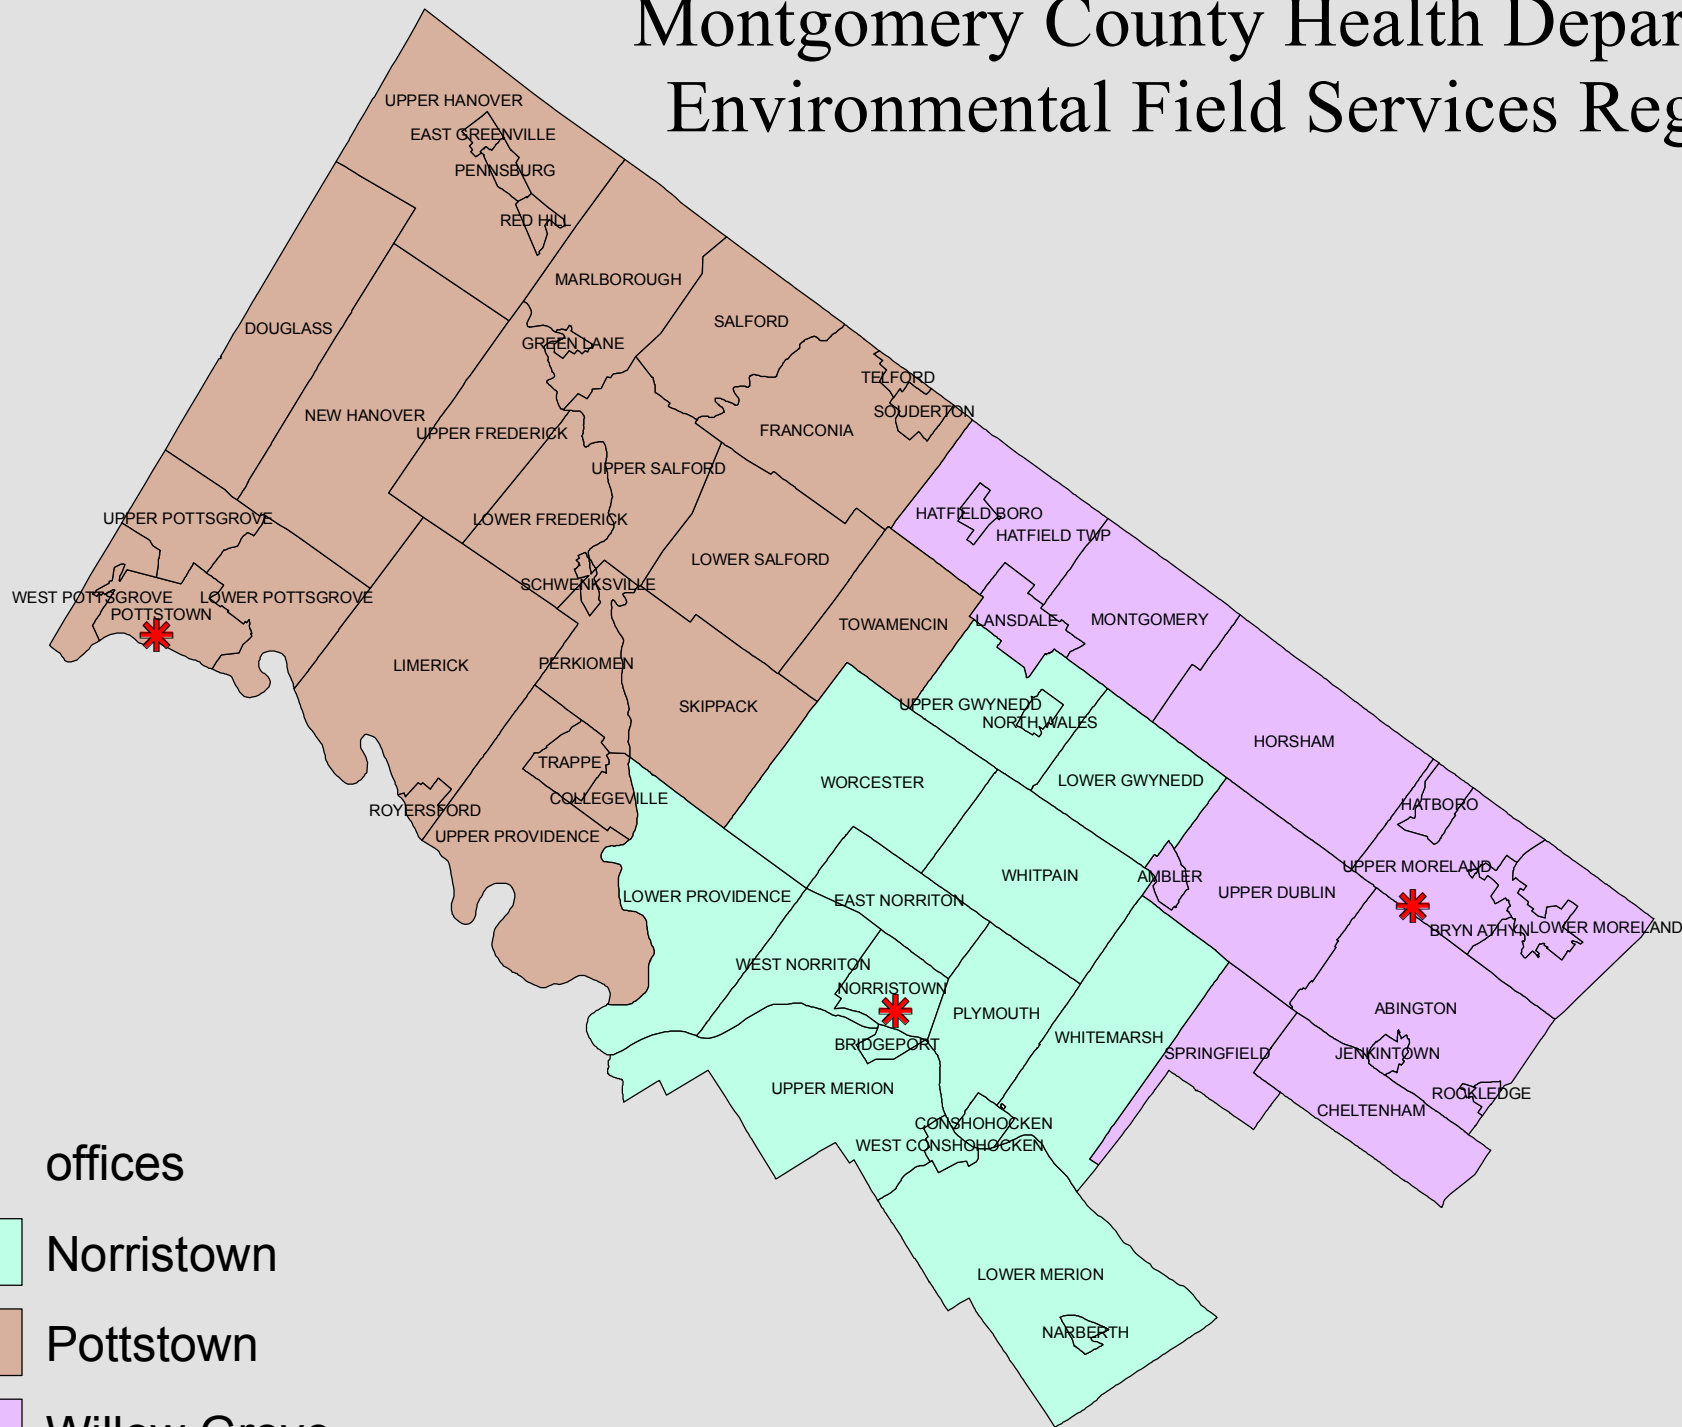 Montgomery County Health Depar
Environmental Field Services Reg
UPPER HANOVER
EAST GREENVILLE
PENNSBURG
RED HILL
MARLBOROUGH
SALFORD
DOUGLASS
GREEN LANE
TELFORD
SOUDERTON
NEW HANOVER
UPPER FREDERICK
FRANCONIA
UPPER SALFORD
HATFIELD BORO
HATFIELD TWP
UPPER POTTSGROVE
LOWER FREDERICK
LOWER SALFORD
SCHWENKSVILLE
WEST POTTSGROVE
LOWER POTTSGROVE
POTTSTOWN
TOWAMENCIN
LANSDALE
MONTGOMERY
LIMERICK
PERKIOMEN
SKIPPACK
UPPER GWYNEDD
NORTH WALES
HORSHAM
TRAPPE
WORCESTER
LOWER GWYNEDD
COLLEGEVILLE
ROYERSFORD
HATBORO
UPPER PROVIDENCE
UPPER MORELAND
WHITPAIN
AMBLER
UPPER DUBLIN
LOWER PROVIDENCE
EAST NORRITON
BRYN ATHYN
LOWER MORELAND
WEST NORRITON
NORRISTOWN
PLYMOUTH
ABINGTON
WHITEMARSH
BRIDGEPORT
SPRINGFIELD
JENKINTOWN
UPPER MERION
ROCKLEDGE
CHELTENHAM
CONSHOHOCKEN
WEST CONSHOHOCKEN
LOWER MERION
NARBERTH
offices
Norristown
Pottstown
Willow Grove